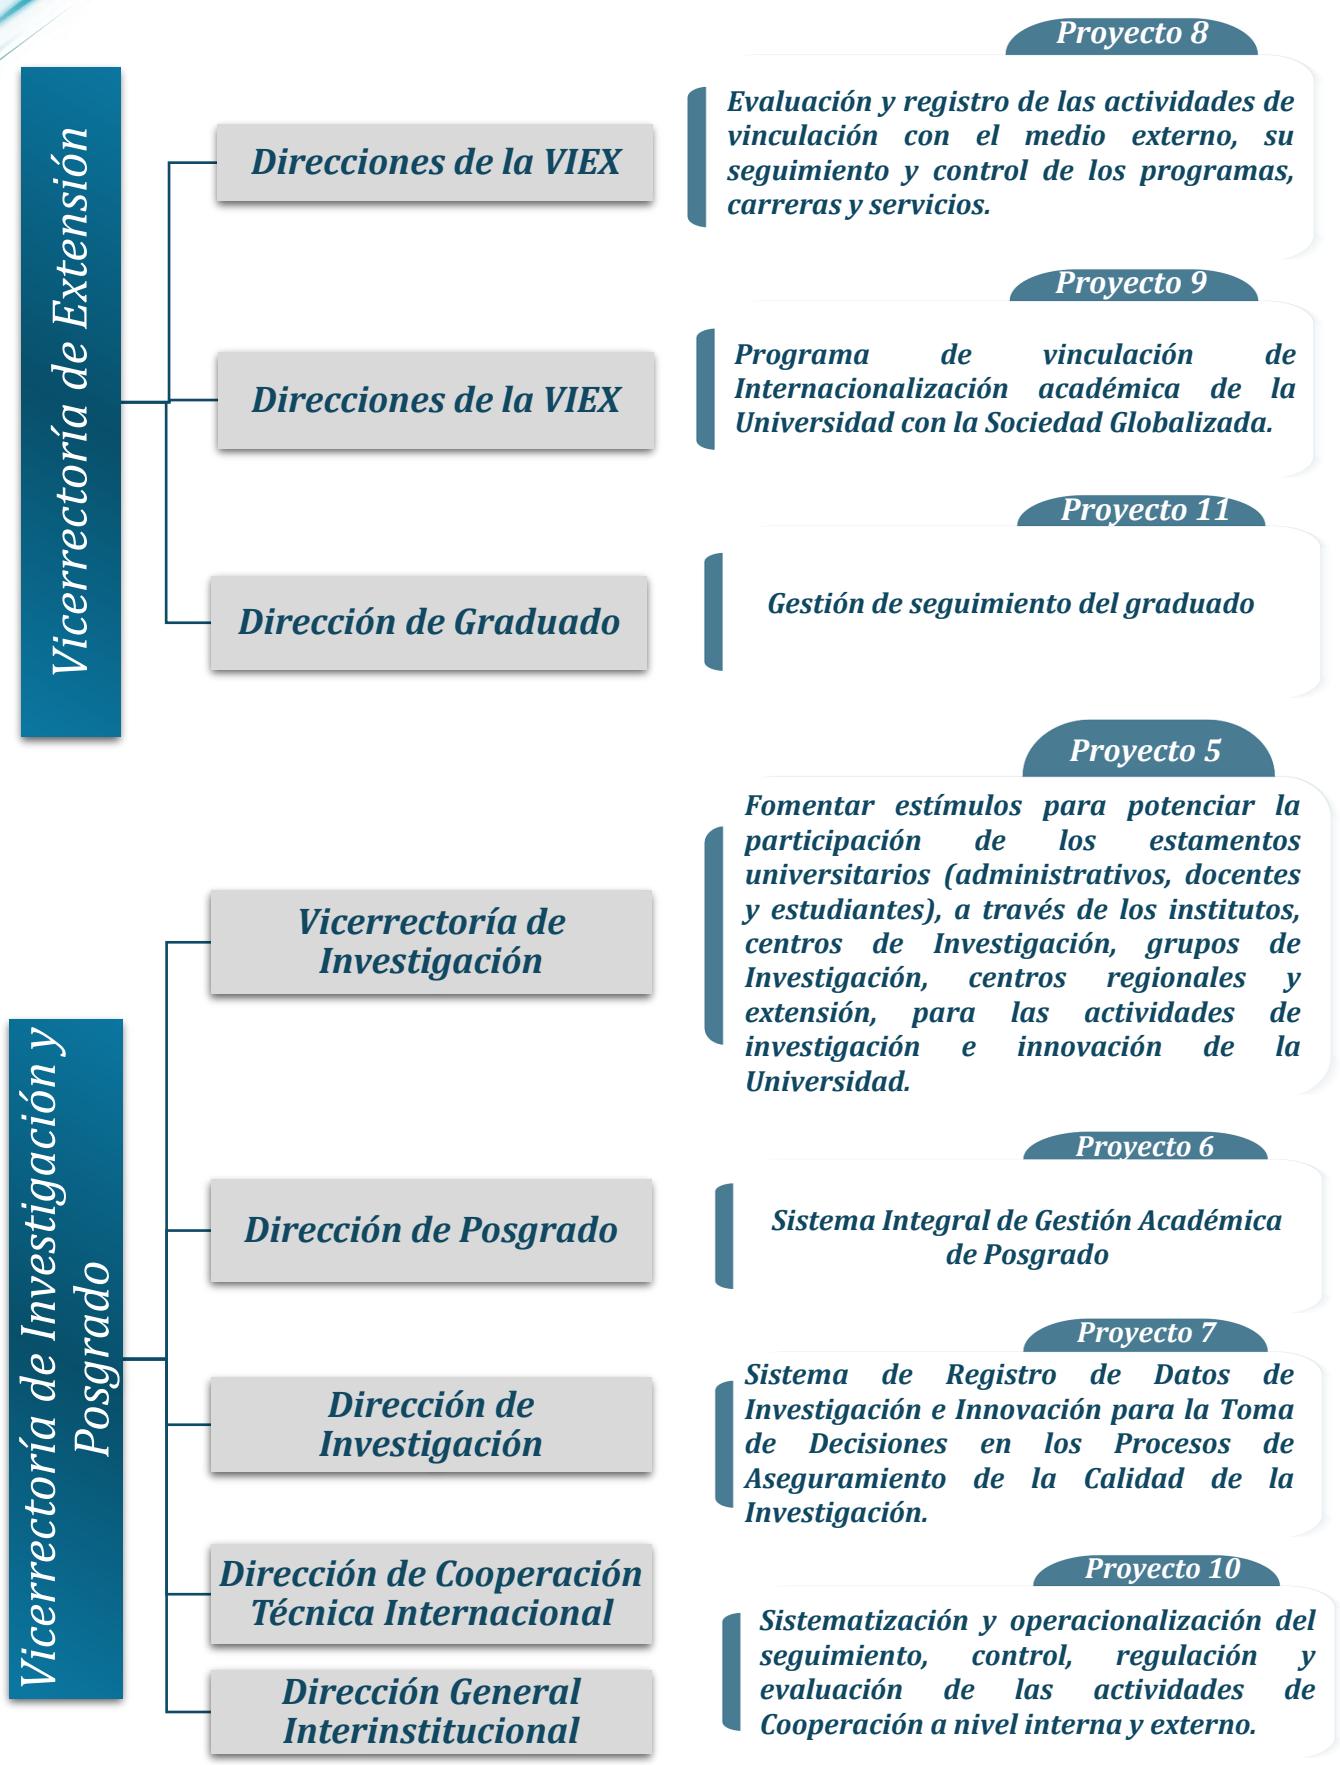 Vicerrectoría de Extensión
Direcciones de la VIEX
Proyecto 8
Evaluación y registro de las actividades de
vinculación con el medio externo, su
seguimiento y control de los programas,
carreras y servicios.
Direcciones de la VIEX
Proyecto 9
Programa de vinculación de
Internacionalización académica de la
Universidad con la Sociedad Globalizada.
Dirección de Graduado
Proyecto 11
Gestión de seguimiento del graduado
Vicerrectoría de Investigación y
Posgrado
Vicerrectoría de
Investigación
Proyecto 5
Fomentar estímulos para potenciar la
participación de los estamentos
universitarios (administrativos, docentes
y estudiantes), a través de los institutos,
centros de Investigación, grupos de
Investigación, centros regionales y
extensión, para las actividades de
investigación e innovación de la
Universidad.
Dirección de Posgrado
Proyecto 6
Sistema Integral de Gestión Académica
de Posgrado
Dirección de
Investigación
Proyecto 7
Sistema de Registro de Datos de
Investigación e Innovación para la Toma
de Decisiones en los Procesos de
Aseguramiento de la Calidad de la
Investigación.
Dirección de Cooperación
Técnica Internacional
Dirección General
Interinstitucional
Proyecto 10
Sistematización y operacionalización del
seguimiento, control, regulación y
evaluación de las actividades de
Cooperación a nivel interna y externo.